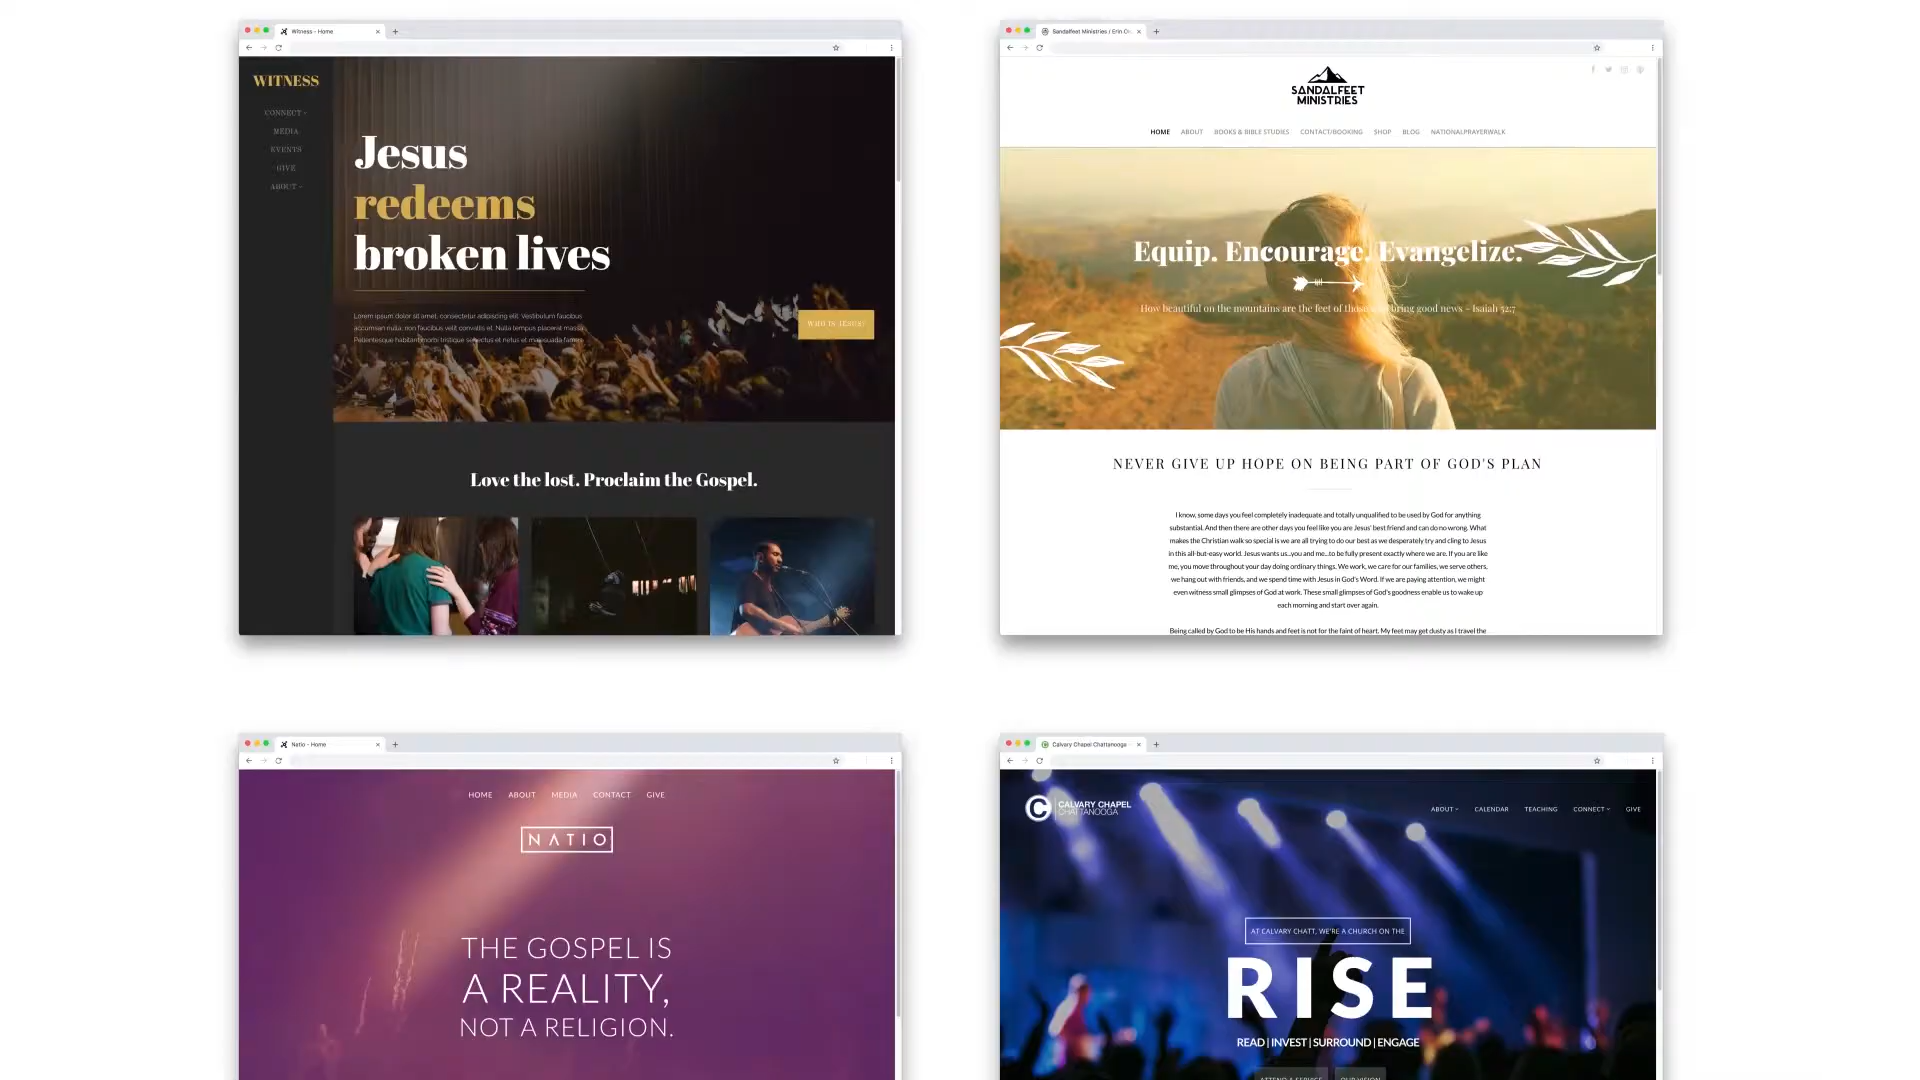 Witness - Home
WITNESS
CONNECT
MEDIA
EVENTS
GIVE
ABOUT
Jesus
redeems
broken lives
Lorem ipsum dolor sit amet, consectetur adipiscing elit. Vestibulum faucibus
accumsan nulla, non faucibus velit convallis et. Nulla tempus placerat massa
Pellentesque habitant morbi tristique senectus et netus et malesuada fames
WHO IS JESUS?
Love the lost. Proclaim the Gospel.
Sandalfeet Ministries / Erin
SANDALFEET
MINISTRIES
HOME ABOUT BOOKS & BIBLE STUDIES CONTACT/BOOKING SHOP BLOG NATIONALPRAYERWALK
Equip. Encourage. Evangelize.
How beautiful on the mountains are the feet of those who bring good news ~ Isaiah 52:7
NEVER GIVE UP HOPE ON BEING PART OF GOD'S PLAN
I know, some days you feel completely inadequate and totally unqualified to be used by God for anything
substantial. And then there are other days you feel like you are Jesus' best friend and can do no wrong. What
makes the Christian walk so special is we are all trying to do our best as we desperately try and cling to Jesus
in this all-but-easy world. Jesus wants us...you and me...to be fully present exactly where we are. If you are like
me, you move throughout your day doing ordinary things. We work, we care for our families, we serve others,
we hang out with friends, and we spend time with Jesus in God's Word. If we are paying attention, we might
even witness small glimpses of God at work. These small glimpses of God's goodness enable us to wake up
each morning and start over again.
Being called by God to be His hands and feet is not for the faint of heart. My feet may get dusty as I travel the
Natio - Home
HOME ABOUT MEDIA CONTACT GIVE
NATIO
THE GOSPEL IS
A REALITY,
NOT A RELIGION.
Calvary Chapel Chattanooga
CALVARY CHAPEL
CHATTANOOGA
ABOUT CALENDAR TEACHING CONNECT GIVE
AT CALVARY CHATT, WE'RE A CHURCH ON THE
RISE
READ | INVEST | SURROUND | ENGAGE
ATTEND A SERVICE OUR VISION